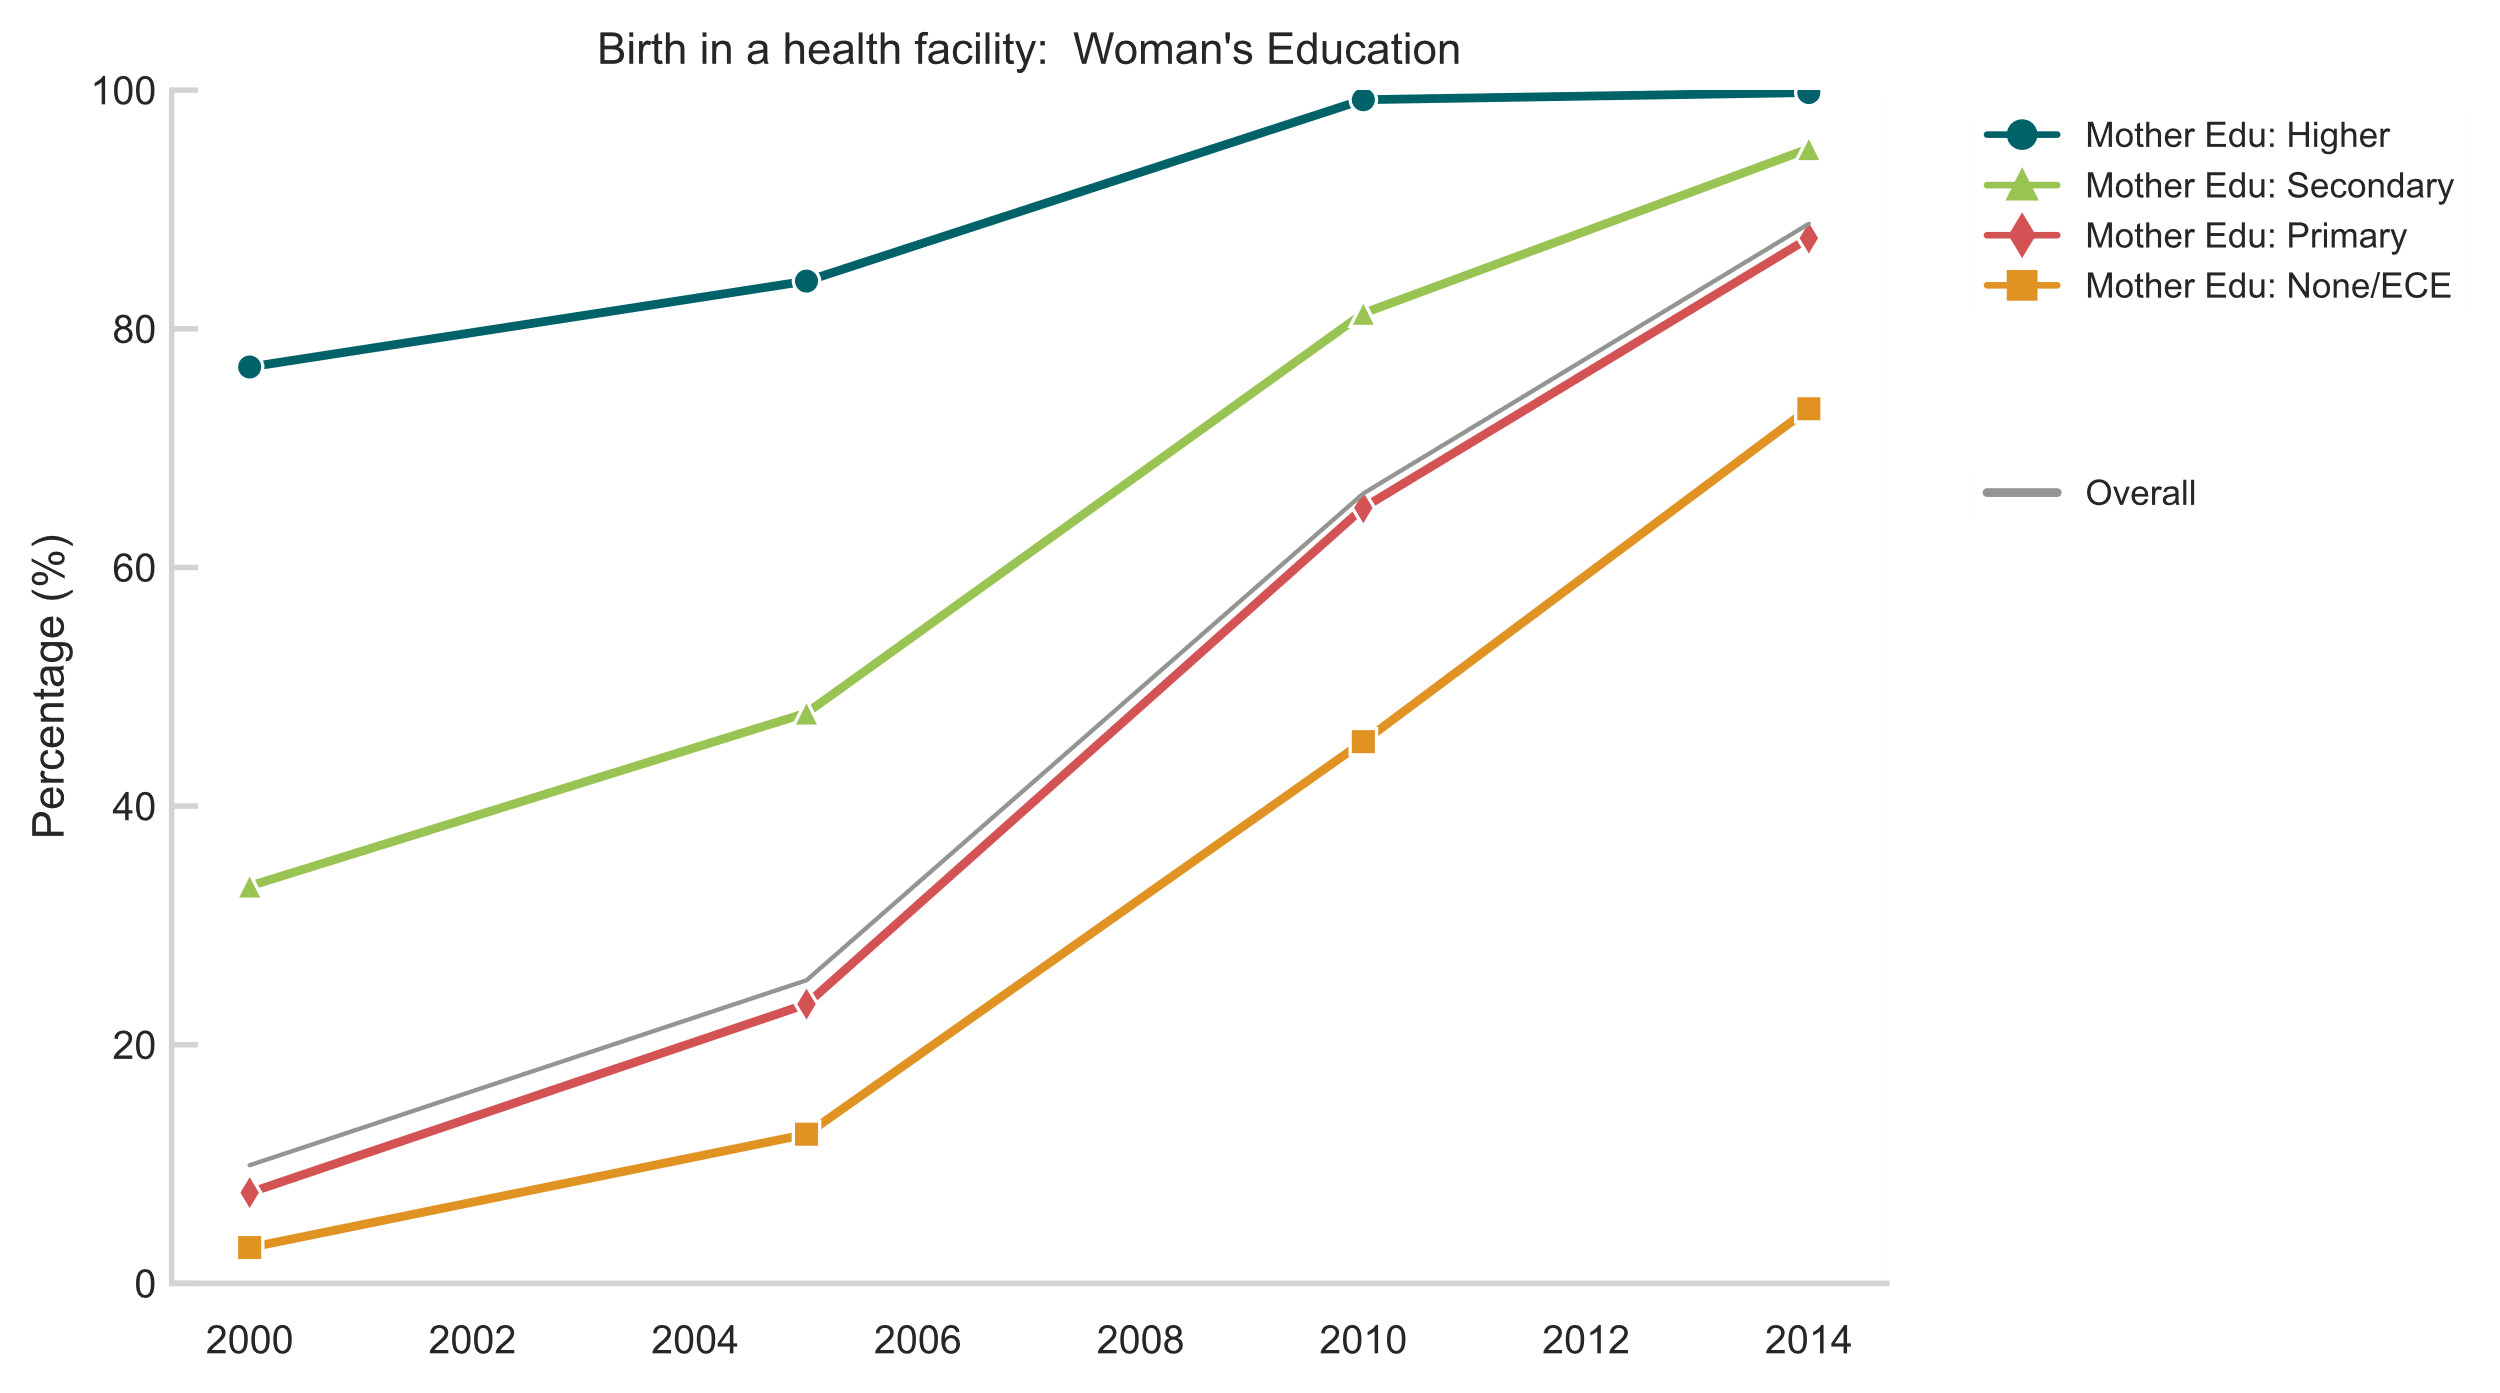 Birth in a health facility: Woman's Education
100
80
60
40
20
0
Percentage (%)
2000 2002 2004 2006 2008 2010 2012 2014
Mother Edu: Higher
Mother Edu: Secondary
Mother Edu: Primary
Mother Edu: None/ECE
Overall